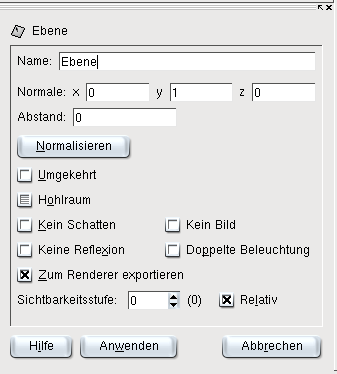 Ebene
Name: Ebene
Normale: x 0 y 1 z 0
Abstand: 0
Normalisieren
Umgekehrt
Hohlraum
Kein Schatten Kein Bild
Keine Reflexion Doppelte Beleuchtung
Zum Renderer exportieren
Sichtbarkeitsstufe: 0 (0) Relativ
Hilfe Anwenden Abbrechen